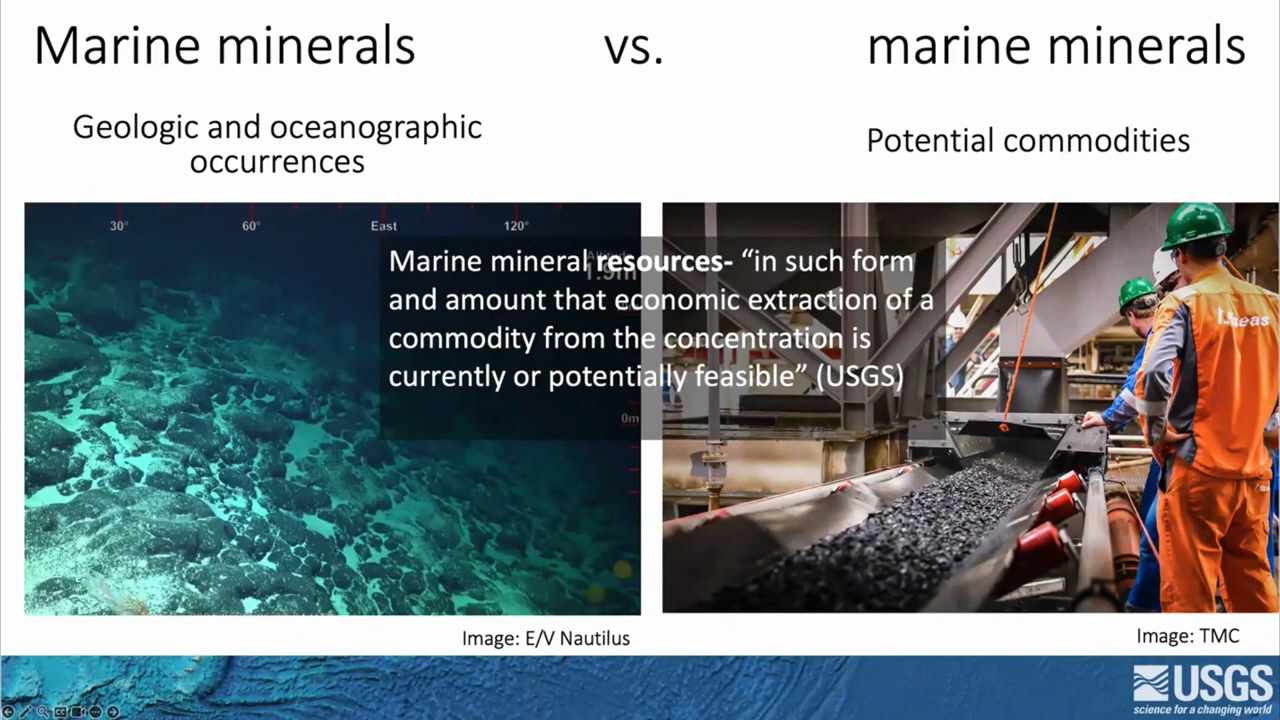 Marine minerals vs. marine minerals
Geologic and oceanographic
occurrences
Potential commodities
30° 60° East 120°
Marine mineral resources- “in such form
and amount that economic extraction of a
commodity from the concentration is
currently or potentially feasible” (USGS)
0m
Image: E/V Nautilus
Image: TMC
USGS
science for a changing world